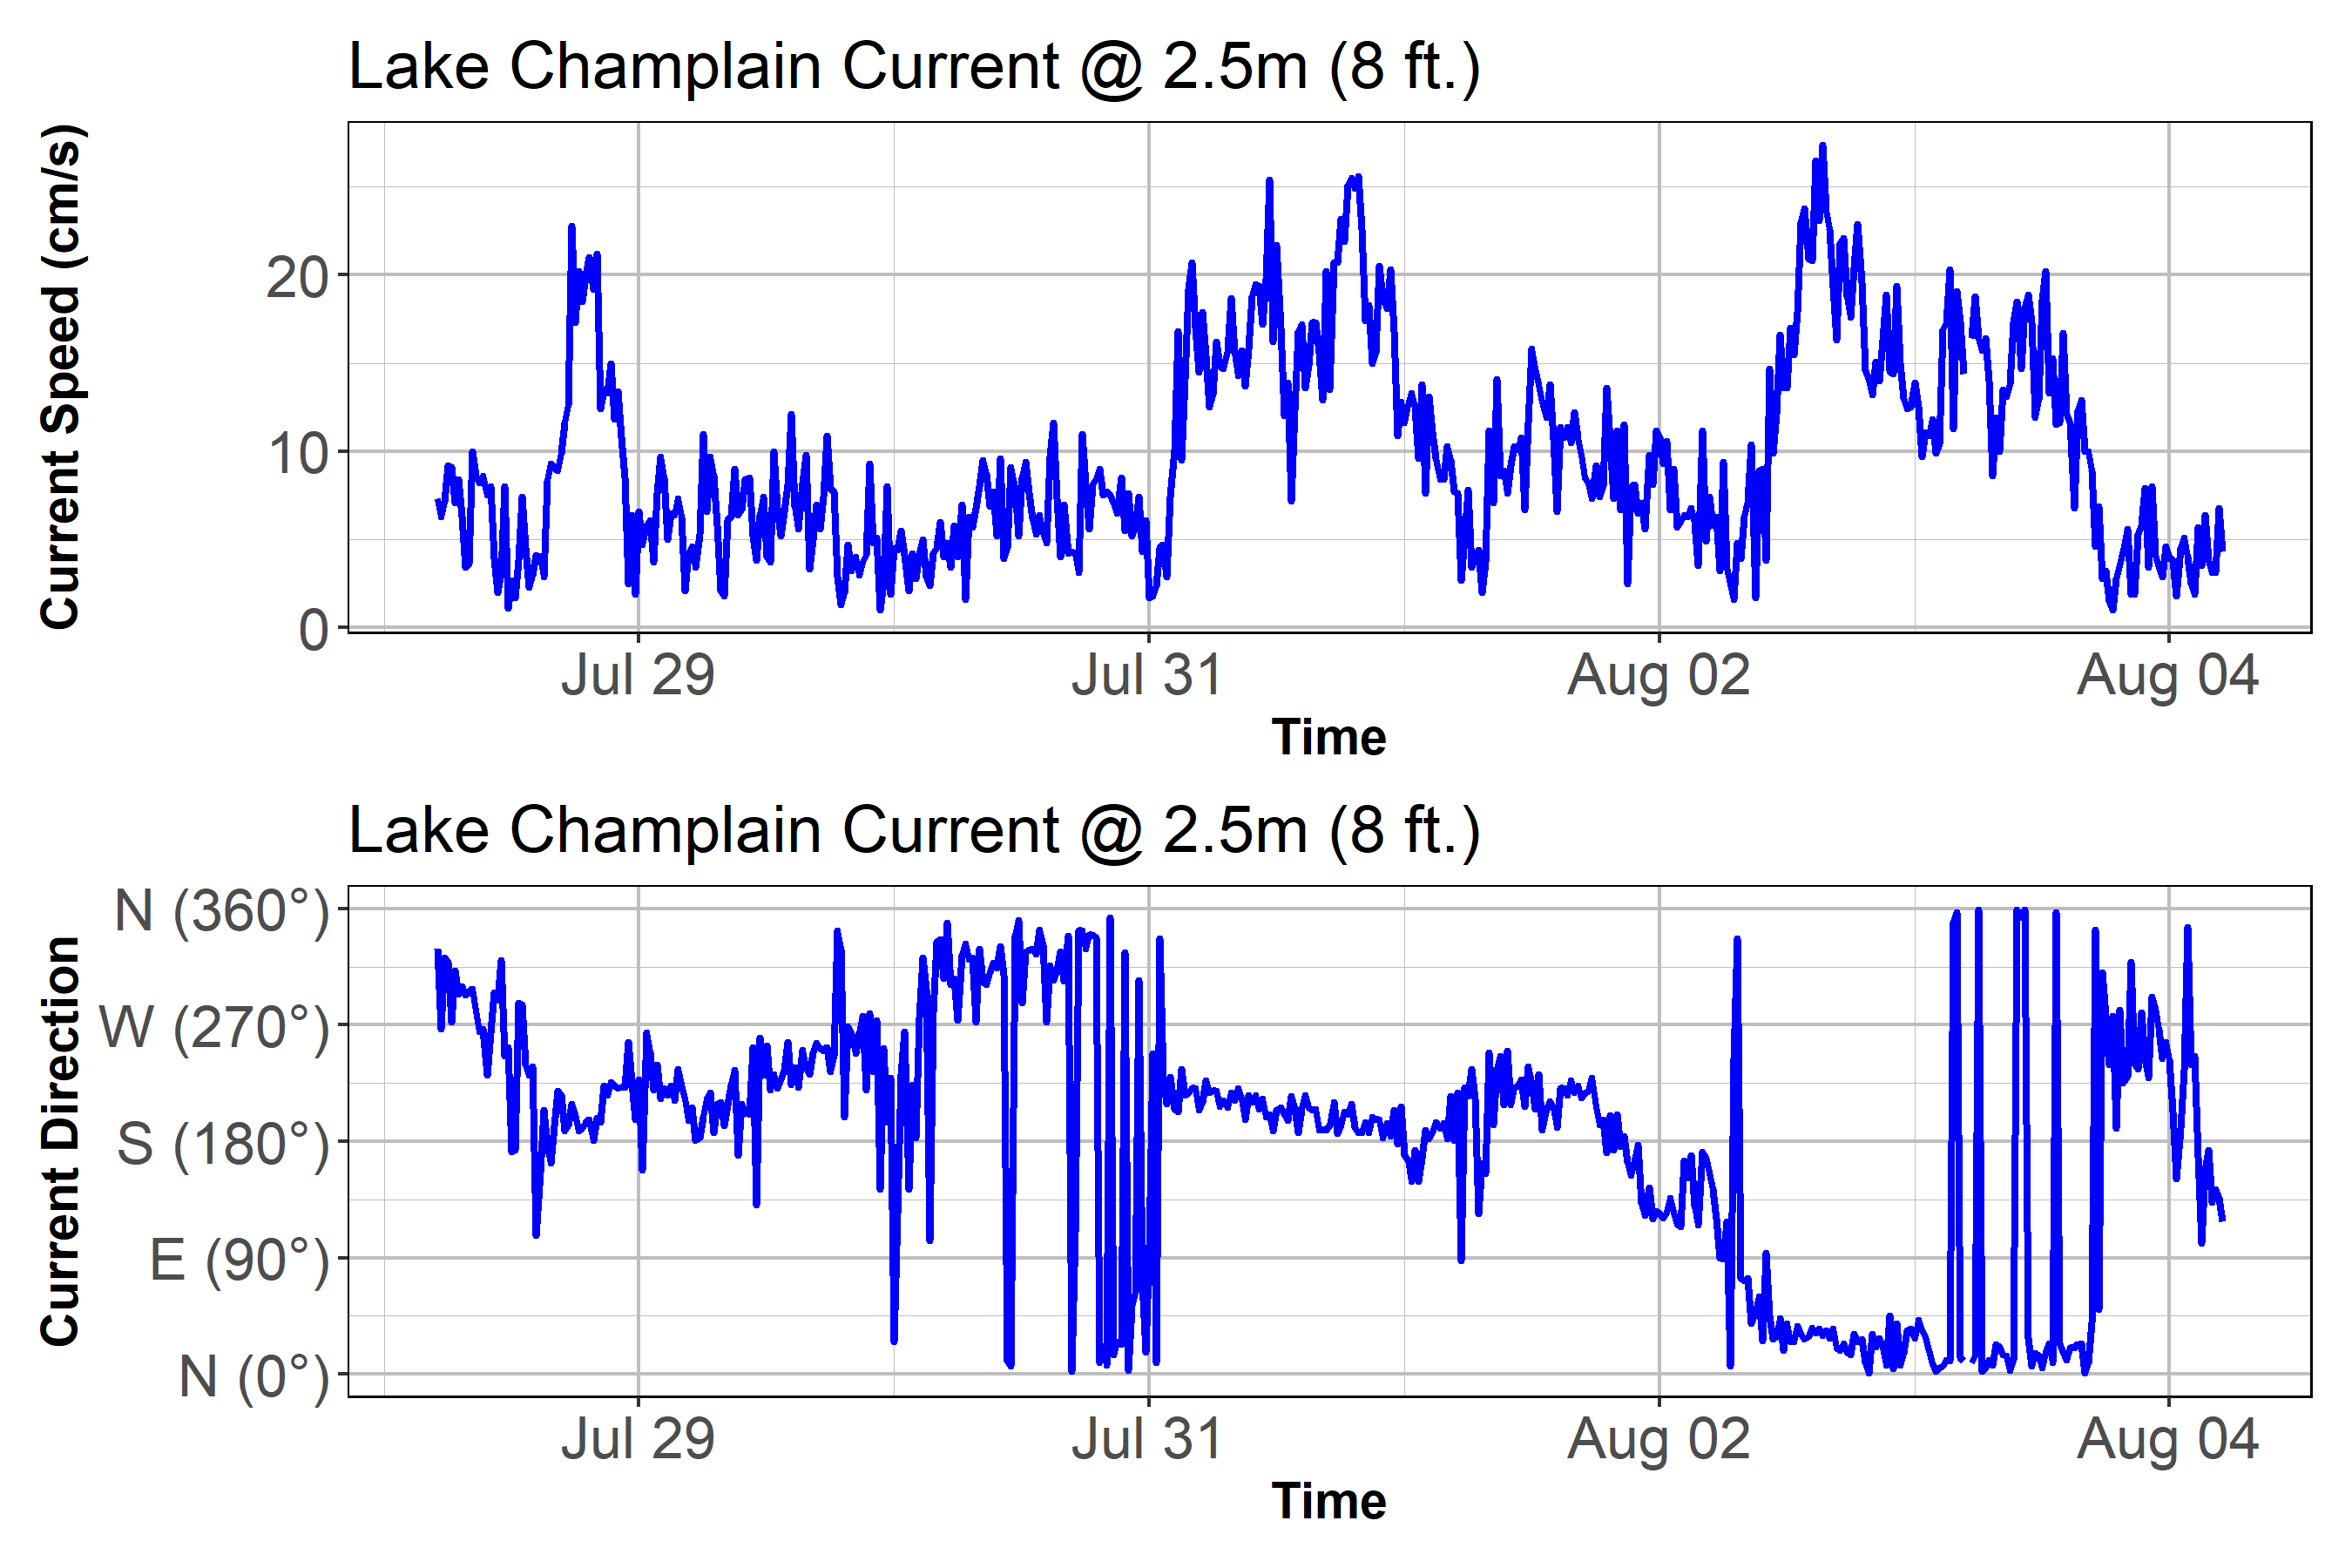 Lake Champlain Current @ 2.5m (8 ft.)
Current Speed (cm/s)
20
10
0
Jul 29
Jul 31
Aug 02
Aug 04
Time
Lake Champlain Current @ 2.5m (8 ft.)
Current Direction
N (360°)
W (270°)
S (180°)
E (90°)
N (0°)
Jul 29
Jul 31
Aug 02
Aug 04
Time